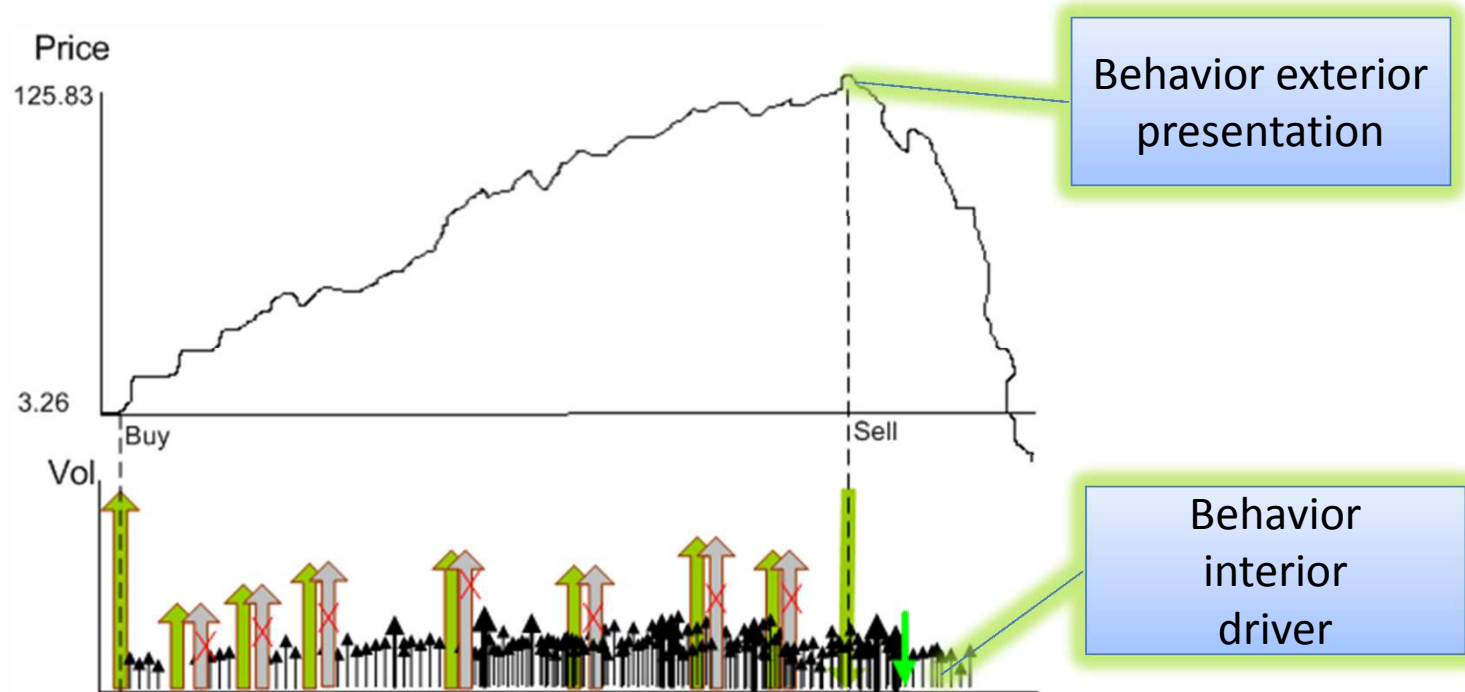 Price
125.83
Behavior exterior
presentation
3.26
Buy
Sell
Vol
Behavior
interior
driver